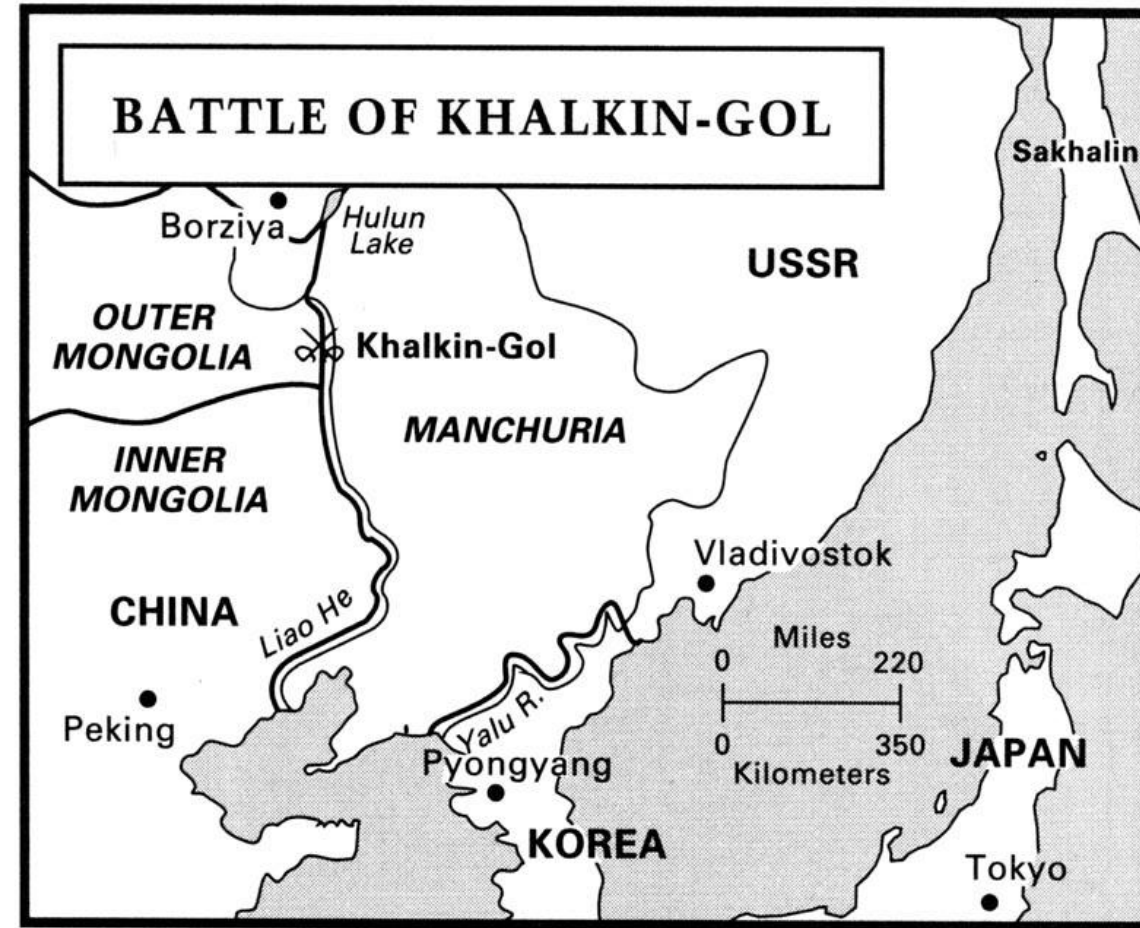 BATTLE OF KHALKIN-GOL
Sakhalin
Borziya
Hulun
Lake
USSR
OUTER
MONGOLIA
Khalkin-Gol
MANCHURIA
INNER
MONGOLIA
Vladivostok
CHINA
Liao He
Miles
0 220
Peking
Yalu R.
0 350
Kilometers
JAPAN
Pyongyang
KOREA
Tokyo